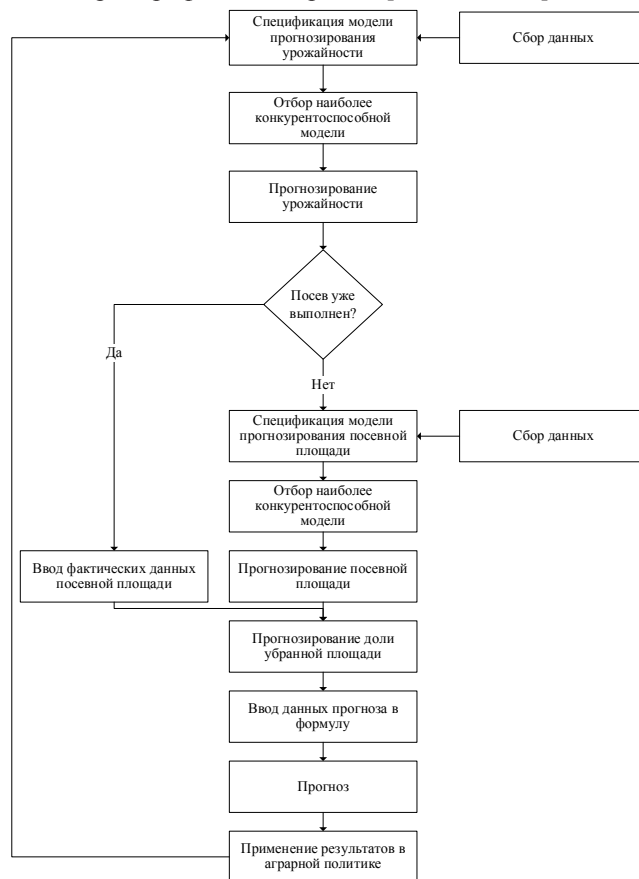 Спецификация модели
прогнозирования
урожайности
Сбор данных
Отбор наиболее
конкурентоспособной
модели
Прогнозирование
урожайности
Посев уже
выполнен?
Да
Нет
Спецификация модели
прогнозирования посевной
площади
Сбор данных
Отбор наиболее
конкурентоспособной
модели
Ввод фактических данных
посевной площади
Прогнозирование посевной
площади
Прогнозирование доли
убранной площади
Ввод данных прогноза в
формулу
Прогноз
Применение результатов в
аграрной политике